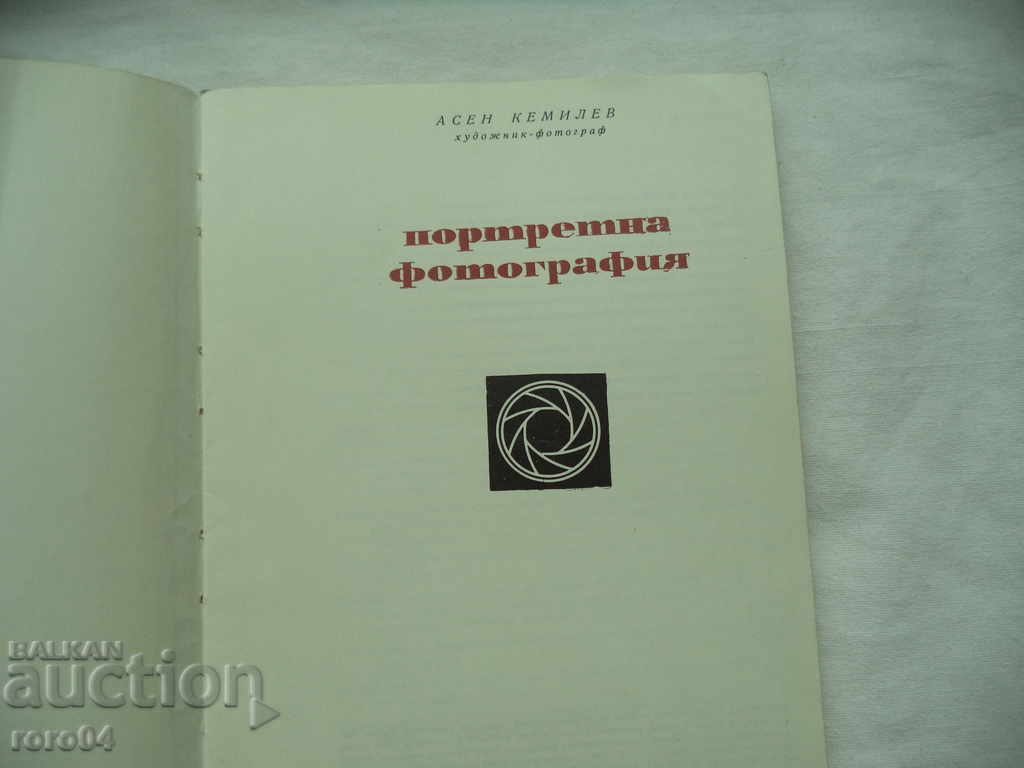 АСЕН КЕМИЛЕВ
художник-фотограф
портретна
фотография
BALKAN
auction
roro04